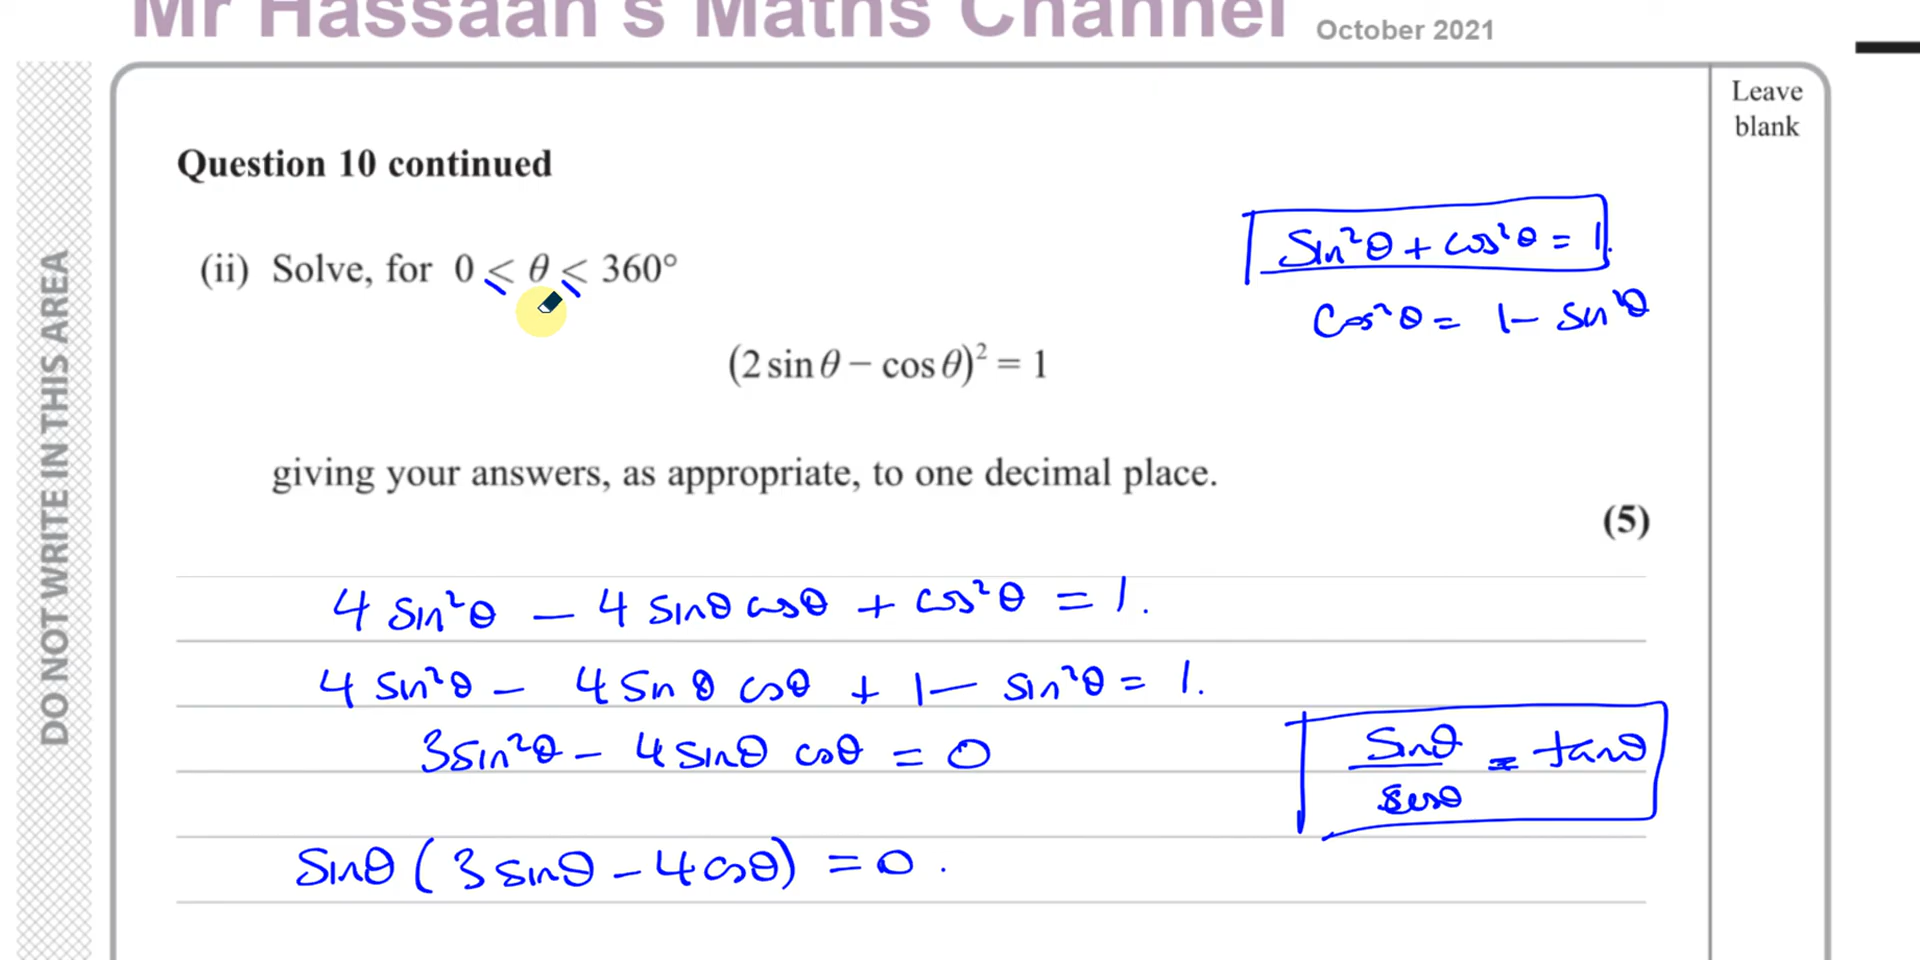 Mr Hassaan's Maths Channel October 2021
Leave
blank
DO NOT WRITE IN THIS AREA
Question 10 continued
(ii) Solve, for 0 < θ < 360°
(2 sin θ − cos θ)² = 1
giving your answers, as appropriate, to one decimal place.
(5)
Sin²θ + cos²θ = 1.
Cos²θ = 1 − sin²θ
4 sin²θ − 4 sinθ cosθ + cos²θ = 1.
4 sin²θ − 4 sin θ cosθ + 1 − sin²θ = 1.
3sin²θ − 4 sinθ cosθ = 0
Sinθ/cosθ = tanθ
Sinθ (3 sinθ − 4 cosθ) = 0.